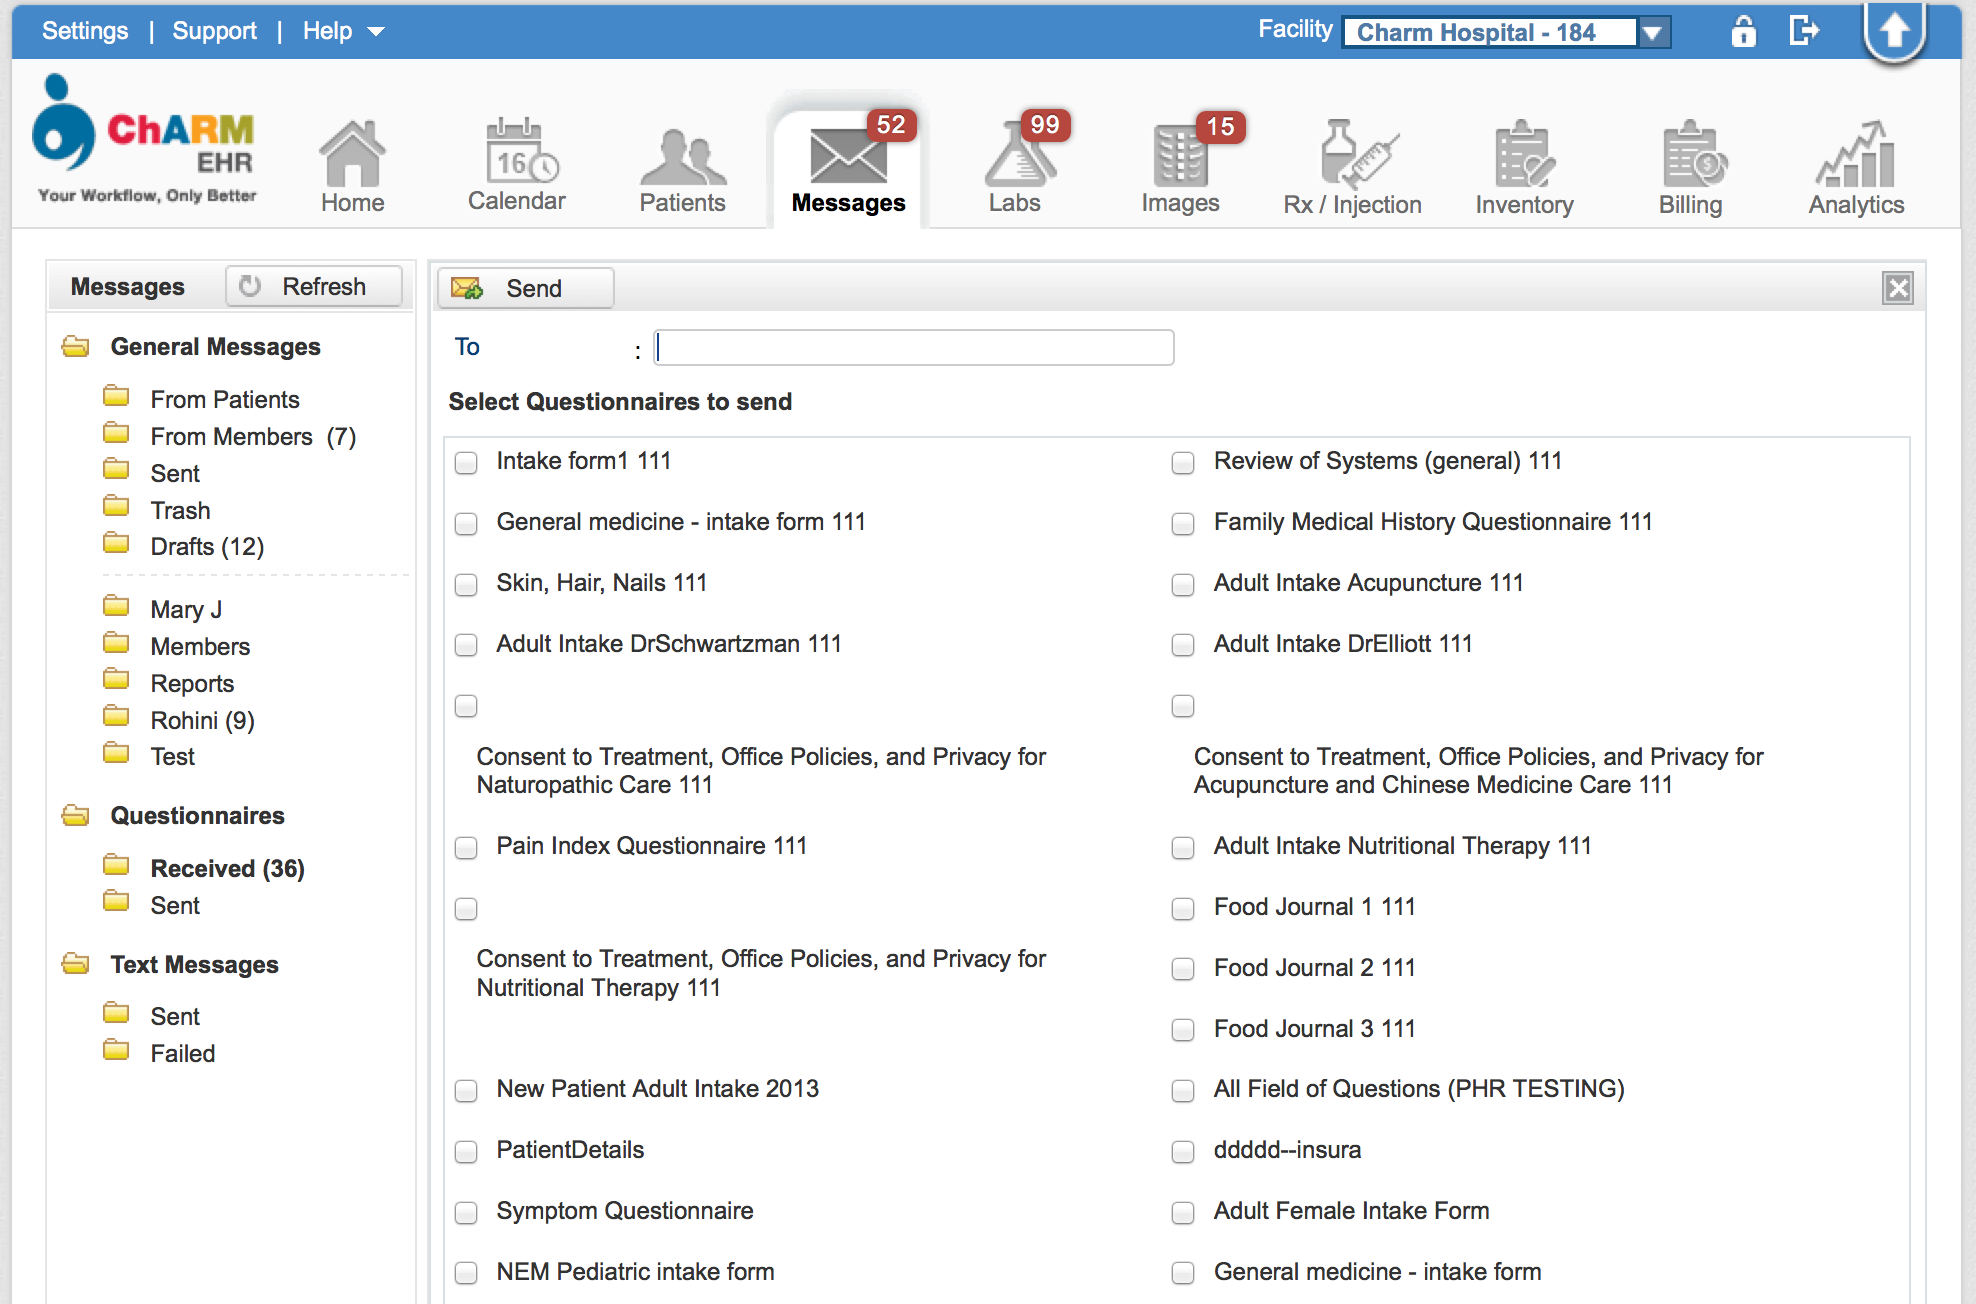 Settings | Support | Help
Facility Charm Hospital - 184
ChARM
EHR
Your Workflow, Only Better
Home
16
Calendar
Patients
52
Messages
99
Labs
15
Images
Rx / Injection
Inventory
Billing
Analytics
Messages
Refresh
General Messages
From Patients
From Members (7)
Sent
Trash
Drafts (12)
Mary J
Members
Reports
Rohini (9)
Test
Questionnaires
Received (36)
Sent
Text Messages
Sent
Failed
Send
To :
Select Questionnaires to send
Intake form1 111
Review of Systems (general) 111
General medicine - intake form 111
Family Medical History Questionnaire 111
Skin, Hair, Nails 111
Adult Intake Acupuncture 111
Adult Intake DrSchwartzman 111
Adult Intake DrElliott 111
Consent to Treatment, Office Policies, and Privacy for
Naturopathic Care 111
Consent to Treatment, Office Policies, and Privacy for
Acupuncture and Chinese Medicine Care 111
Pain Index Questionnaire 111
Adult Intake Nutritional Therapy 111
Consent to Treatment, Office Policies, and Privacy for
Nutritional Therapy 111
Food Journal 1 111
Food Journal 2 111
Food Journal 3 111
New Patient Adult Intake 2013
All Field of Questions (PHR TESTING)
PatientDetails
ddddd--insura
Symptom Questionnaire
Adult Female Intake Form
NEM Pediatric intake form
General medicine - intake form